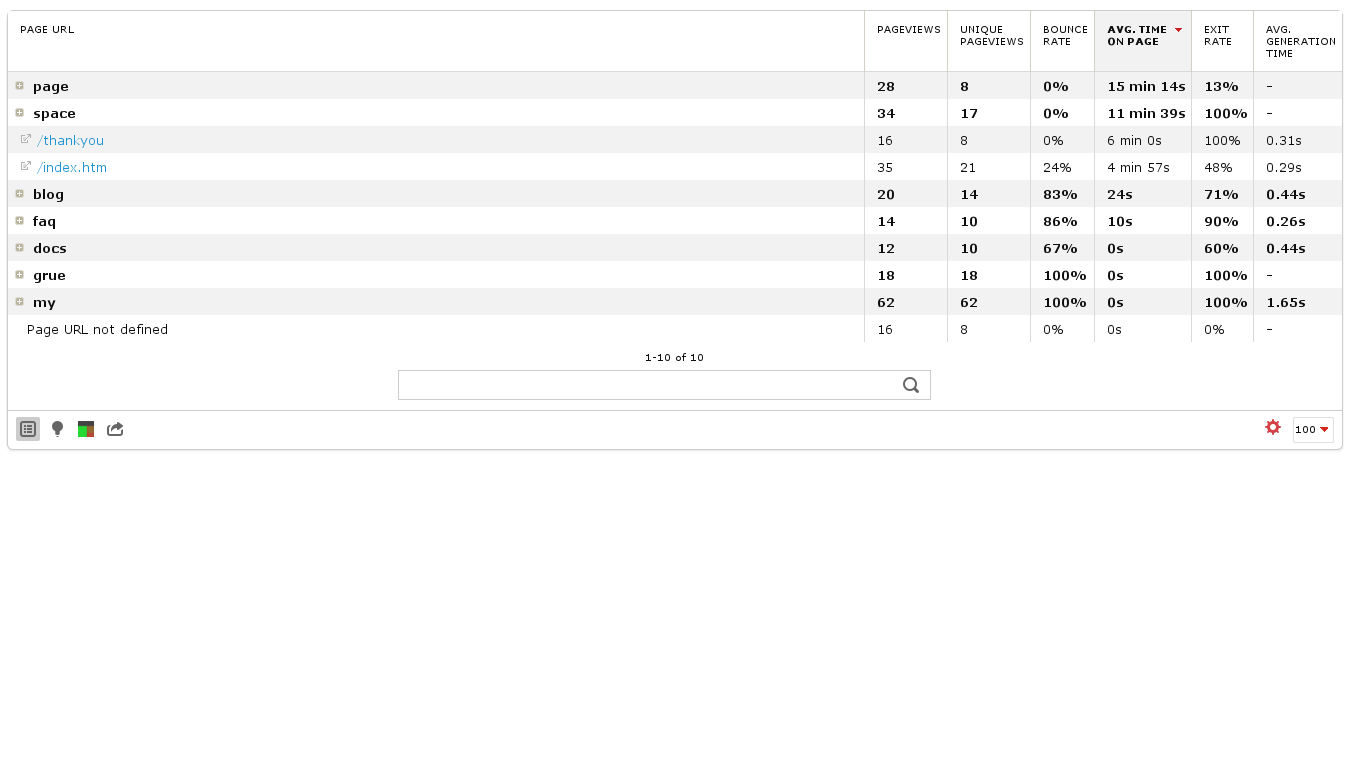 PAGE URL PAGEVIEWS UNIQUE PAGEVIEWS BOUNCE RATE AVG. TIME ON PAGE EXIT RATE AVG. GENERATION TIME
page 28 8 0% 15 min 14s 13% -
space 34 17 0% 11 min 39s 100% -
/thankyou 16 8 0% 6 min 0s 100% 0.31s
/index.htm 35 21 24% 4 min 57s 48% 0.29s
blog 20 14 83% 24s 71% 0.44s
faq 14 10 86% 10s 90% 0.26s
docs 12 10 67% 0s 60% 0.44s
grue 18 18 100% 0s 100% -
my 62 62 100% 0s 100% 1.65s
Page URL not defined 16 8 0% 0s 0% -
1-10 of 10
100